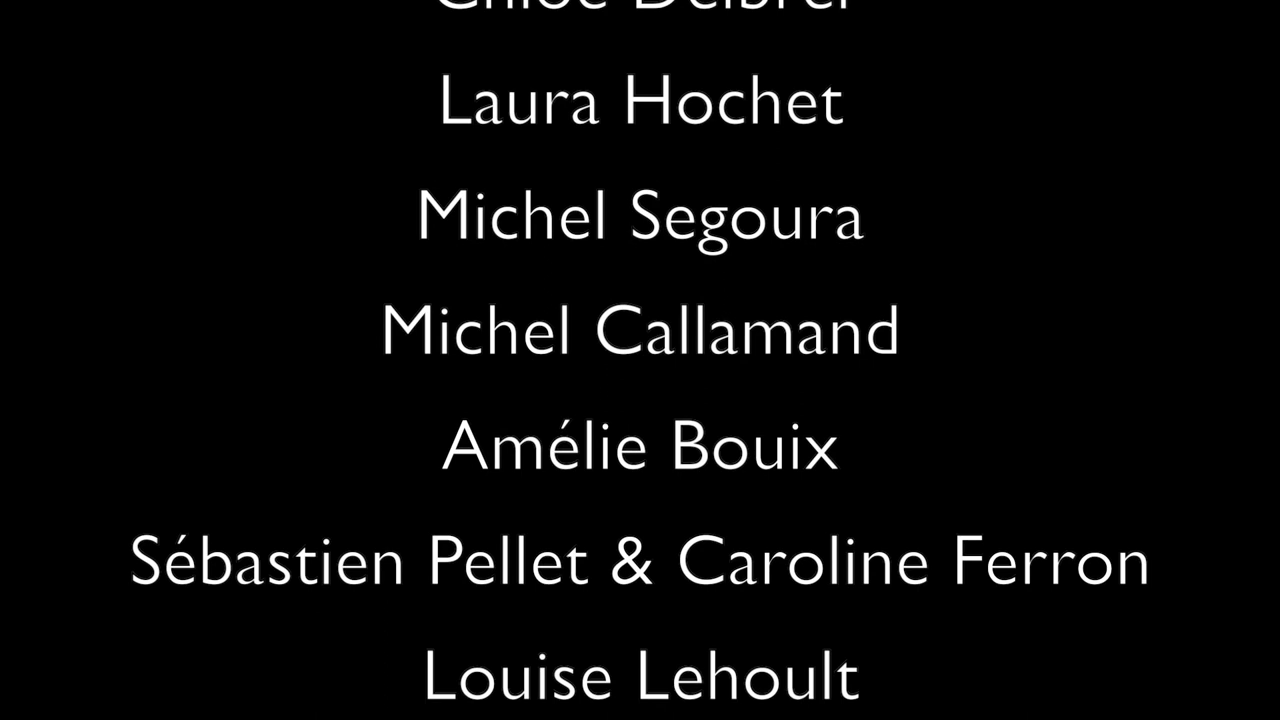 Laura Hochet
Michel Segoura
Michel Callamand
Amélie Bouix
Sébastien Pellet & Caroline Ferron
Louise Lehoult